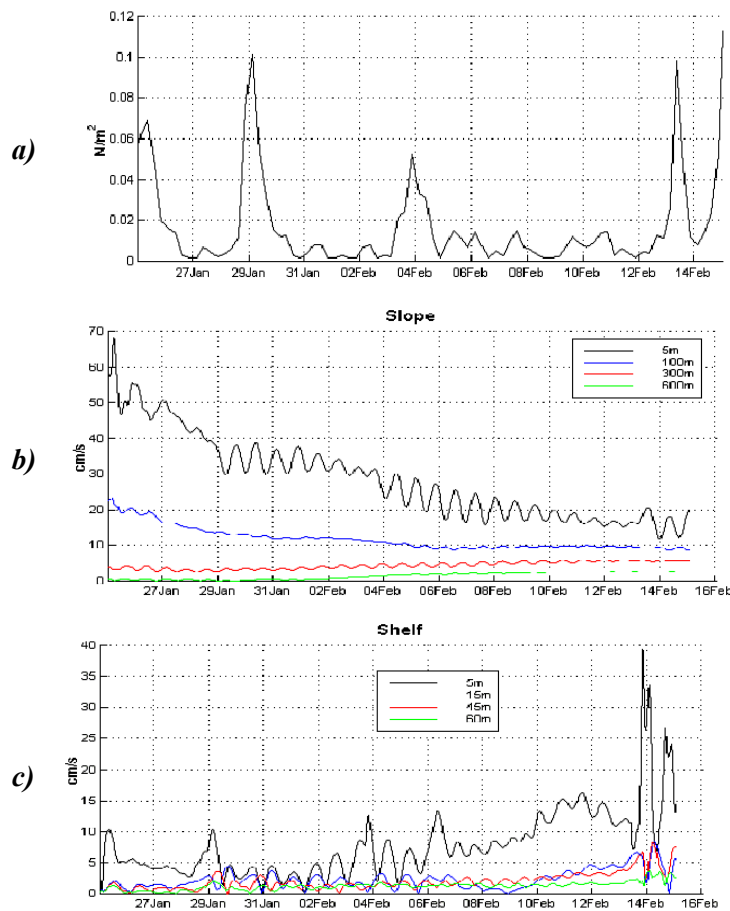 a)
0.12
0.1
0.08
0.06
0.04
0.02
0
N/m²
27Jan 29Jan 31Jan 02Feb 04Feb 06Feb 08Feb 10Feb 12Feb 14Feb
b)
Slope
70
60
50
40
30
20
10
0
cm/s
5m
100m
300m
600m
27Jan 29Jan 31Jan 02Feb 04Feb 06Feb 08Feb 10Feb 12Feb 14Feb 16Feb
c)
Shelf
40
35
30
25
20
15
10
5
0
cm/s
5m
15m
45m
60m
27Jan 29Jan 31Jan 02Feb 04Feb 06Feb 08Feb 10Feb 12Feb 14Feb 16Feb